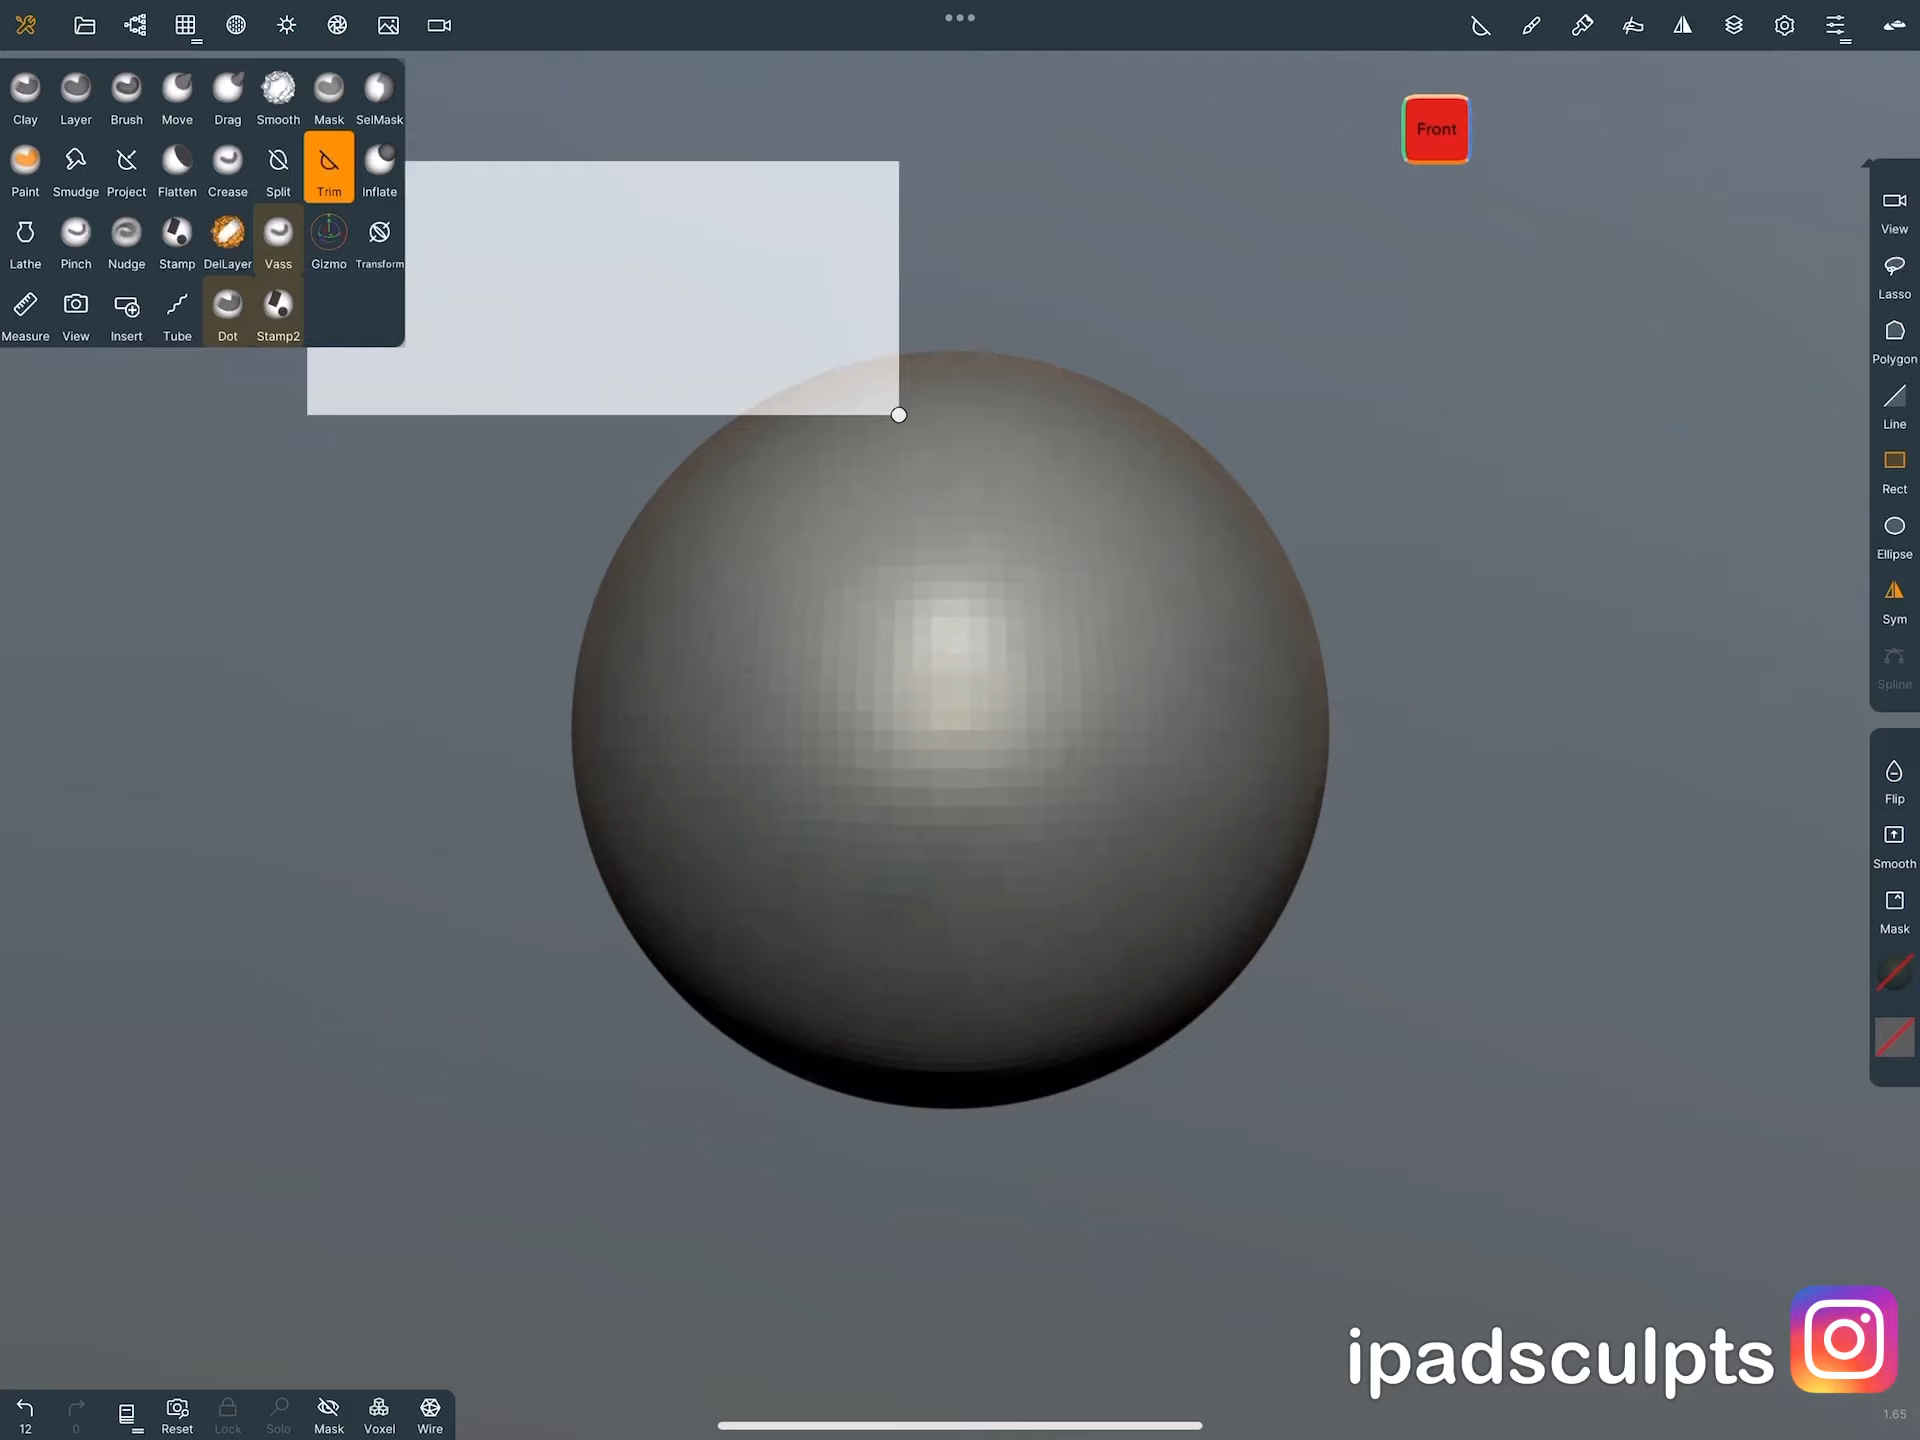 Clay Layer Brush Move Drag Smooth Mask SelMask
Paint Smudge Project Flatten Crease Split Trim Inflate
Lathe Pinch Nudge Stamp DelLayer Vass Gizmo Transform
Measure View Insert Tube Dot Stamp2
Front
View
Lasso
Polygon
Line
Rect
Ellipse
Sym
Spline
Flip
Smooth
Mask
ipadsculpts
12 0 Reset Lock Solo Mask Voxel Wire
1.65